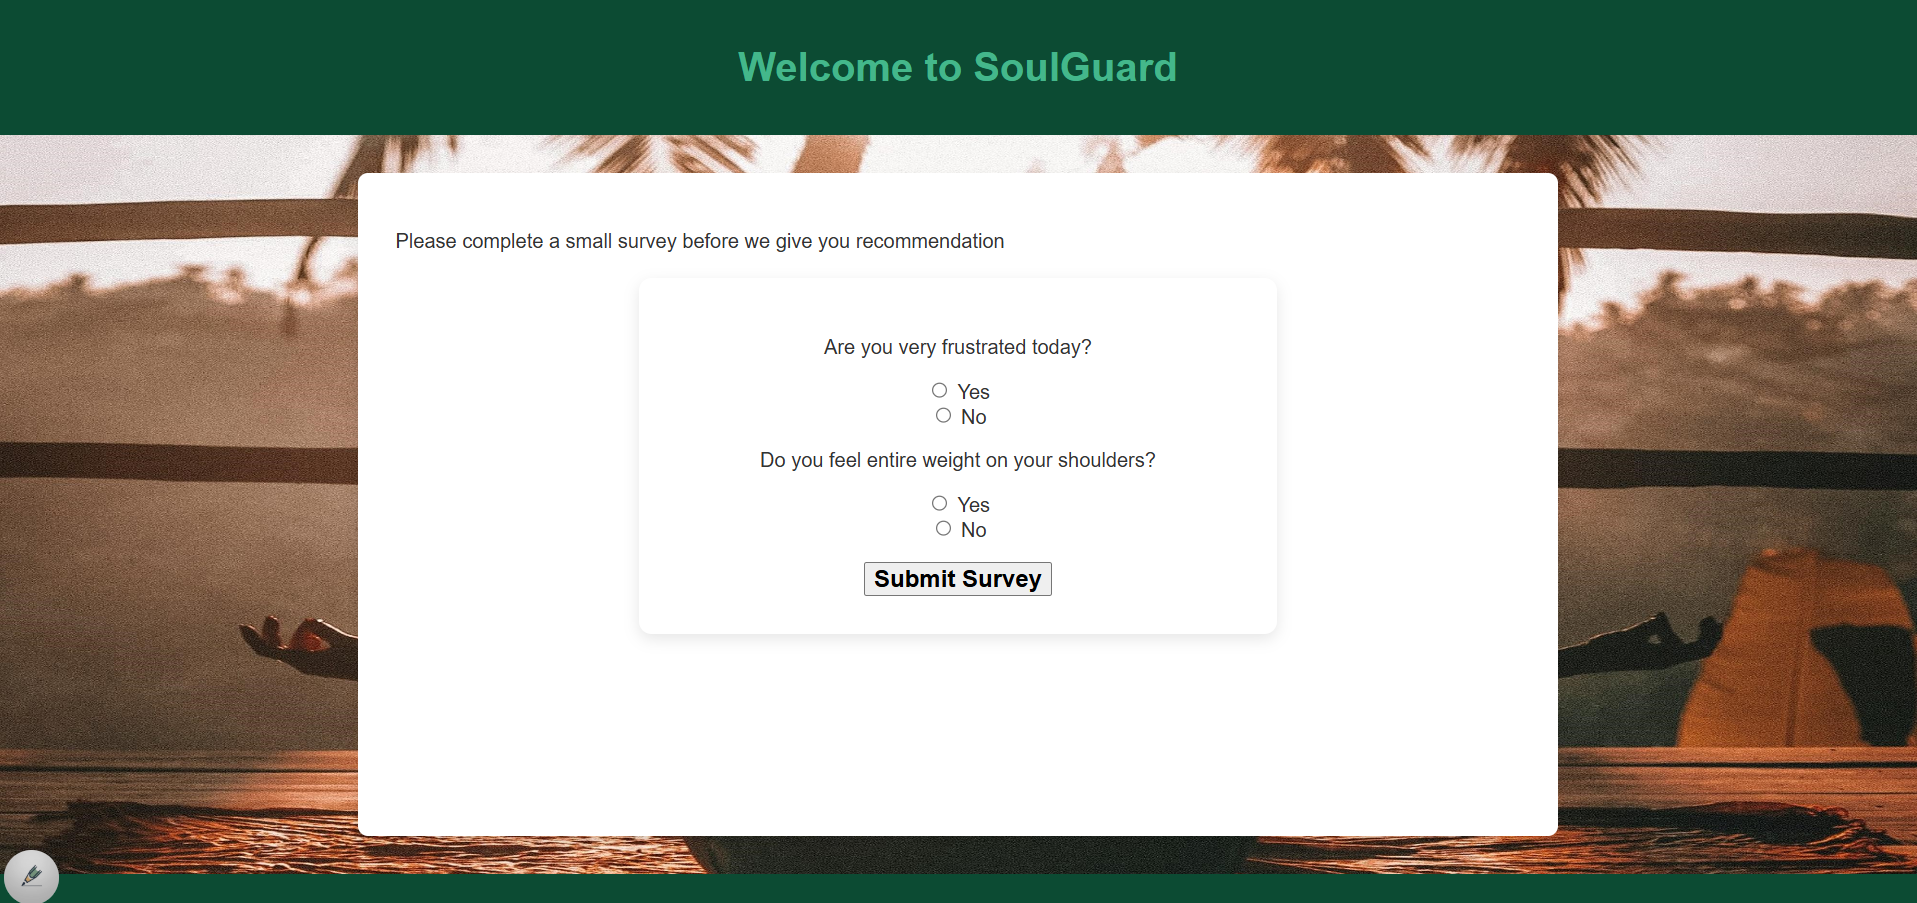 Welcome to SoulGuard
Please complete a small survey before we give you recommendation
Are you very frustrated today?
Yes
No
Do you feel entire weight on your shoulders?
Yes
No
Submit Survey